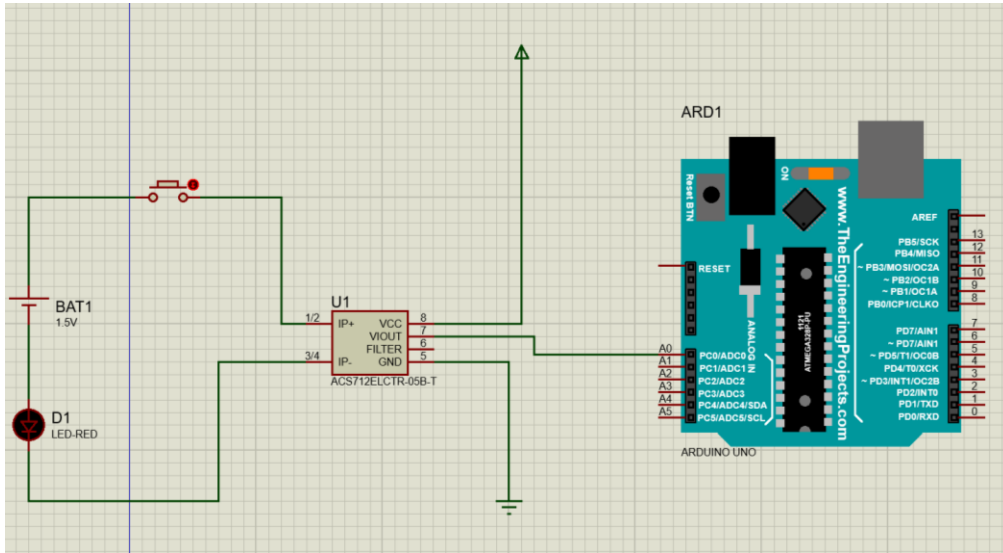 ARD1
Reset BTN
ON
www.TheEngineeringProjects.com
BAT1
1.5V
D1
LED-RED
U1
1/2 IP+ VCC 8
VIOUT 7
FILTER 6
3/4 IP- GND 5
ACS712ELCTR-05B-T
RESET
ANALOG IN
A0 PC0/ADC0
A1 PC1/ADC1
A2 PC2/ADC2
A3 PC3/ADC3
A4 PC4/ADC4/SDA
A5 PC5/ADC5/SCL
ATMEGA328P-PU
1121
AREF
PB5/SCK 13
PB4/MISO 12
~ PB3/MOSI/OC2A 11
~ PB2/OC1B 10
~ PB1/OC1A 9
PB0/ICP1/CLKO 8
PD7/AIN1 7
~ PD7/AIN1 6
~ PD5/T1/OC0B 5
PD4/T0/XCK 4
~ PD3/INT1/OC2B 3
PD2/INT0 2
PD1/TXD 1
PD0/RXD 0
ARDUINO UNO